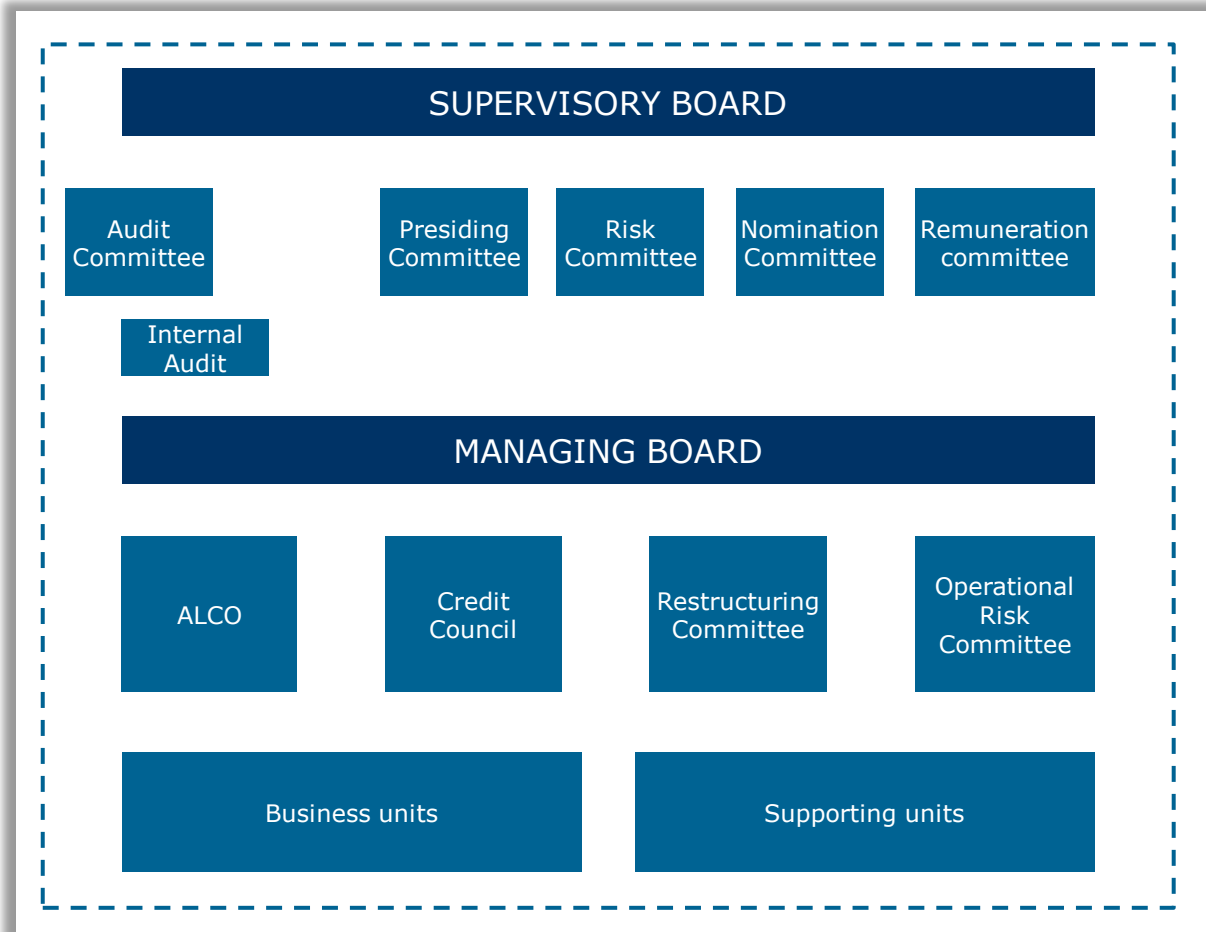 SUPERVISORY BOARD
Audit
Committee
Presiding
Committee
Risk
Committee
Nomination
Committee
Remuneration
committee
Internal
Audit
MANAGING BOARD
ALCO
Credit
Council
Restructuring
Committee
Operational
Risk
Committee
Business units
Supporting units